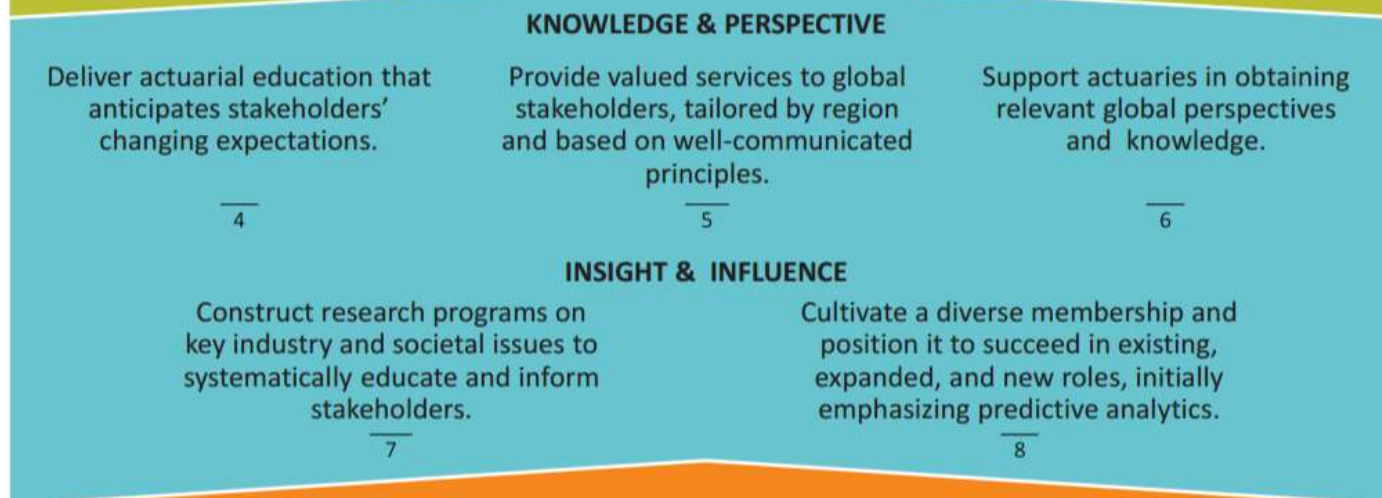 KNOWLEDGE & PERSPECTIVE
Deliver actuarial education that
anticipates stakeholders’
changing expectations.
4
Provide valued services to global
stakeholders, tailored by region
and based on well-communicated
principles.
5
Support actuaries in obtaining
relevant global perspectives
and  knowledge.
6
INSIGHT &  INFLUENCE
Construct research programs on
key industry and societal issues to
systematically educate and inform
stakeholders.
7
Cultivate a diverse membership and
position it to succeed in existing,
expanded, and new roles, initially
emphasizing predictive analytics.
8